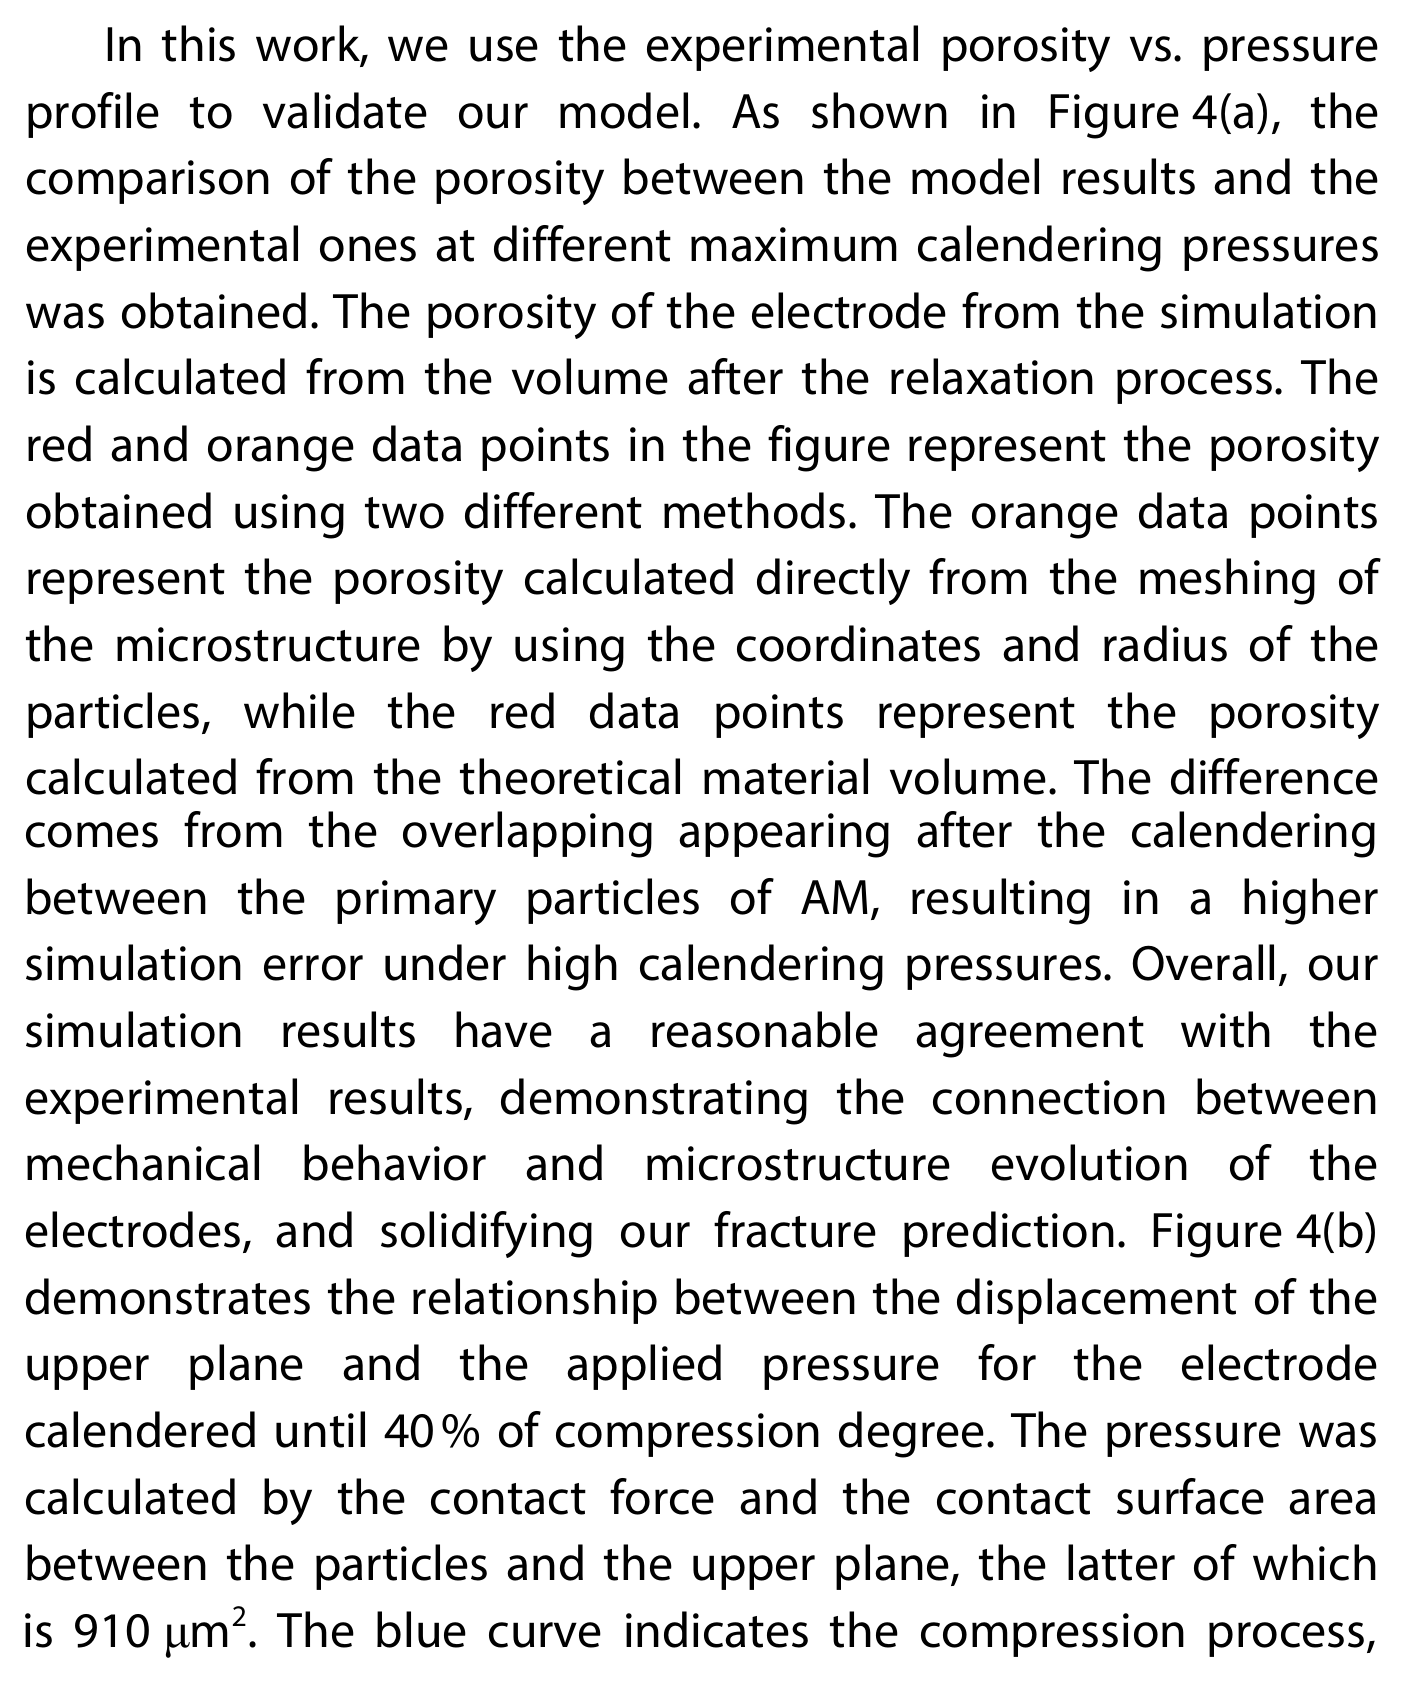 In this work, we use the experimental porosity vs. pressure
profile to validate our model. As shown in Figure 4(a), the
comparison of the porosity between the model results and the
experimental ones at different maximum calendering pressures
was obtained. The porosity of the electrode from the simulation
is calculated from the volume after the relaxation process. The
red and orange data points in the figure represent the porosity
obtained using two different methods. The orange data points
represent the porosity calculated directly from the meshing of
the microstructure by using the coordinates and radius of the
particles, while the red data points represent the porosity
calculated from the theoretical material volume. The difference
comes from the overlapping appearing after the calendering
between the primary particles of AM, resulting in a higher
simulation error under high calendering pressures. Overall, our
simulation results have a reasonable agreement with the
experimental results, demonstrating the connection between
mechanical behavior and microstructure evolution of the
electrodes, and solidifying our fracture prediction. Figure 4(b)
demonstrates the relationship between the displacement of the
upper plane and the applied pressure for the electrode
calendered until 40 % of compression degree. The pressure was
calculated by the contact force and the contact surface area
between the particles and the upper plane, the latter of which
is 910 μm². The blue curve indicates the compression process,